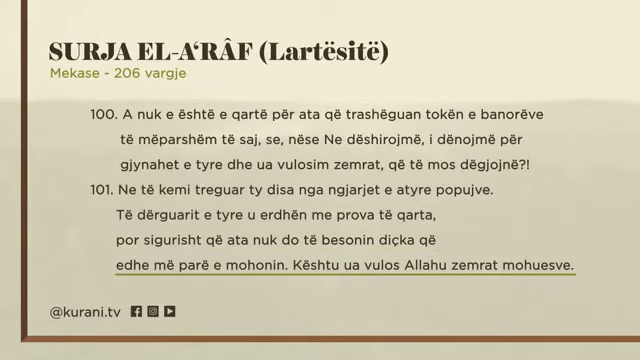 SURJA EL-A‘RÂF (Lartësitë)
Mekase - 206 vargje
100. A nuk e është e qartë për ata që trashëguan tokën e banorëve
të mëparshëm të saj, se, nëse Ne dëshirojmë, i dënojmë për
gjynahet e tyre dhe ua vulosim zemrat, që të mos dëgjojnë?!
101. Ne të kemi treguar ty disa nga ngjarjet e atyre popujve.
Të dërguarit e tyre u erdhën me prova të qarta,
por sigurisht që ata nuk do të besonin diçka që
edhe më parë e mohonin. Kështu ua vulos Allahu zemrat mohuesve.
@kurani.tv